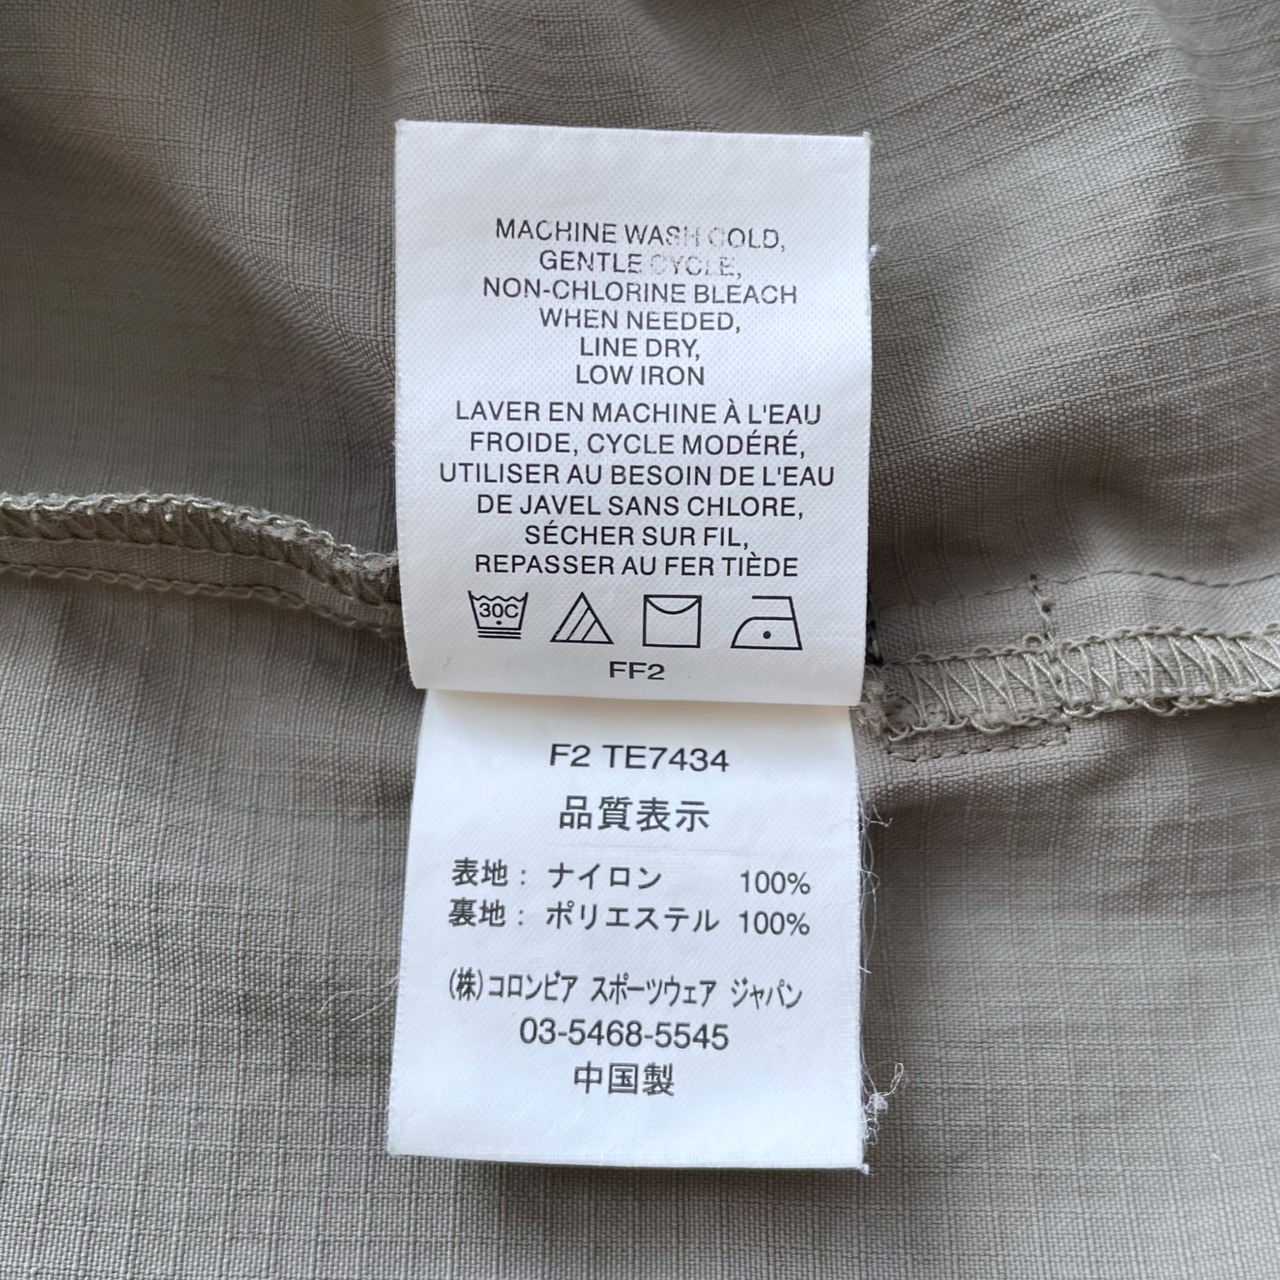 MACHINE WASH COLD,
GENTLE CYCLE,
NON-CHLORINE BLEACH
WHEN NEEDED,
LINE DRY,
LOW IRON
LAVER EN MACHINE À L'EAU
FROIDE, CYCLE MODÉRÉ,
UTILISER AU BESOIN DE L'EAU
DE JAVEL SANS CHLORE,
SÉCHER SUR FIL,
REPASSER AU FER TIÈDE
30C
FF2
F2 TE7434
品質表示
表地： ナイロン 100%
裏地： ポリエステル 100%
(株)コロンビア スポーツウェア ジャパン
03-5468-5545
中国製